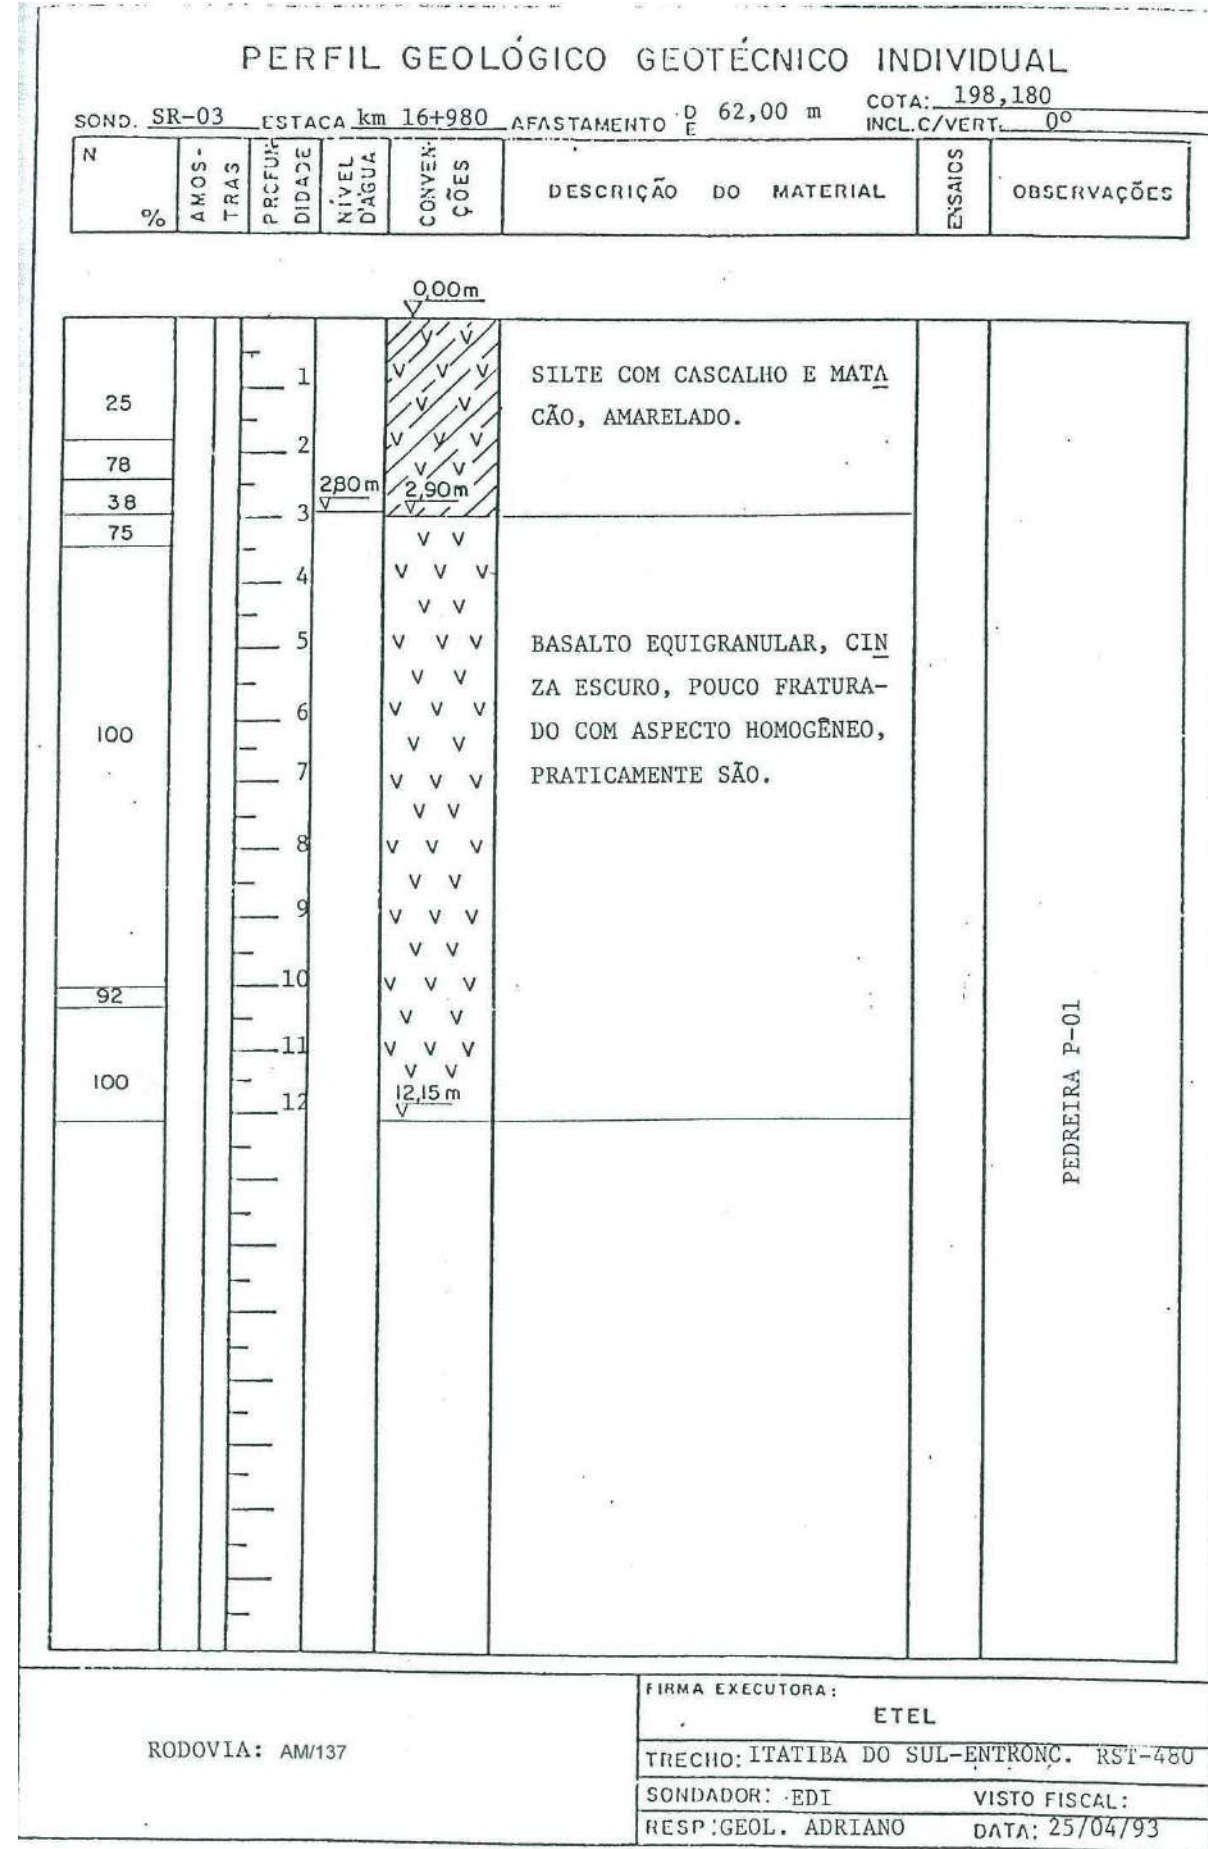 PERFIL GEOLÓGICO GEOTÉCNICO INDIVIDUAL
SOND. SR-03 ESTACA km 16+980 AFASTAMENTO D E 62,00 m
COTA: 198,180
INCL.C/VERT. 0º
N %
AMOS-
TRAS
PROFUN
DIDADE
NÍVEL
D'ÁGUA
CONVEN-
ÇÕES
DESCRIÇÃO DO MATERIAL
ENSAIOS
OBSERVAÇÕES
0,00m
1
SILTE COM CASCALHO E MATA
25
CÃO, AMARELADO.
2
78
2,80m
2,90m
38
3
75
4
5
BASALTO EQUIGRANULAR, CIN
ZA ESCURO, POUCO FRATURA-
6
100
DO COM ASPECTO HOMOGÊNEO,
7
PRATICAMENTE SÃO.
8
9
10
92
11
100
12,15m
12
PEDREIRA P-01
RODOVIA: AM/137
FIRMA EXECUTORA:
ETEL
TRECHO: ITATIBA DO SUL-ENTRONÇ. RST-480
SONDADOR: EDI VISTO FISCAL:
RESP:GEOL. ADRIANO DATA: 25/04/93